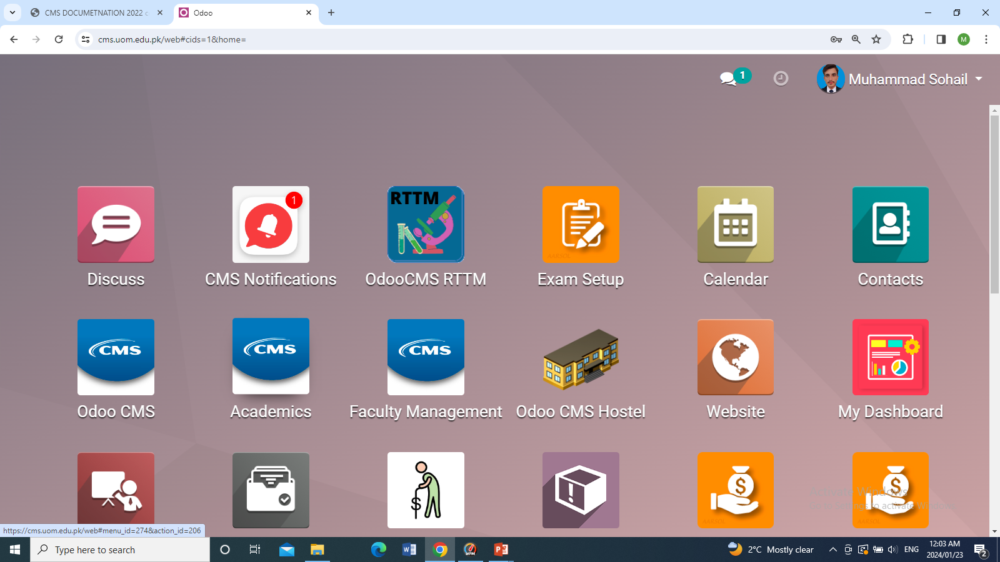 CMS DOCUMETNATION 2022
Odoo
cms.uom.edu.pk/web#cids=1&home=
M
1
Muhammad Sohail
1
RTTM
Discuss
CMS Notifications
OdooCMS RTTM
Exam Setup
Calendar
Contacts
CMS
CMS
CMS
Odoo CMS
Academics
Faculty Management
Odoo CMS Hostel
Website
My Dashboard
$
$
$
Activate Windows
Go to Settings to activate Windows.
https://cms.uom.edu.pk/web#menu_id=274&action_id=206
Type here to search
2°C Mostly clear
ENG
12:03 AM
2024/01/23
2